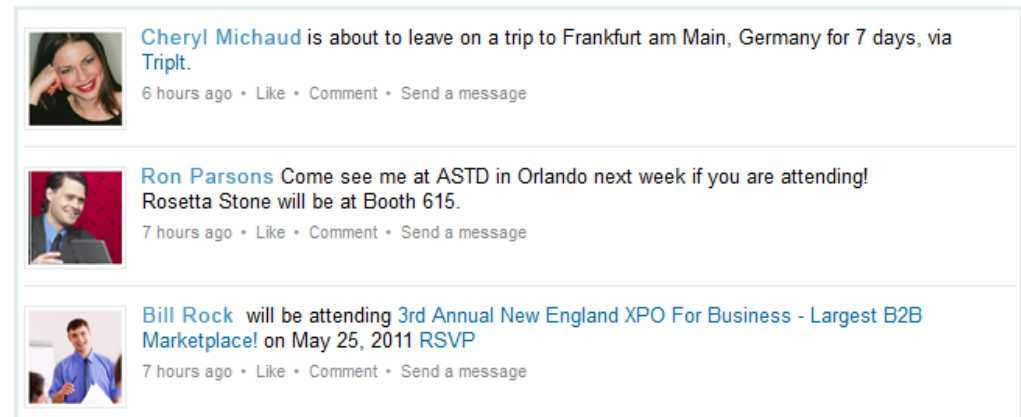 Cheryl Michaud is about to leave on a trip to Frankfurt am Main, Germany for 7 days, via
TripIt.
6 hours ago • Like • Comment • Send a message
Ron Parsons Come see me at ASTD in Orlando next week if you are attending!
Rosetta Stone will be at Booth 615.
7 hours ago • Like • Comment • Send a message
Bill Rock will be attending 3rd Annual New England XPO For Business - Largest B2B
Marketplace! on May 25, 2011 RSVP
7 hours ago • Like • Comment • Send a message